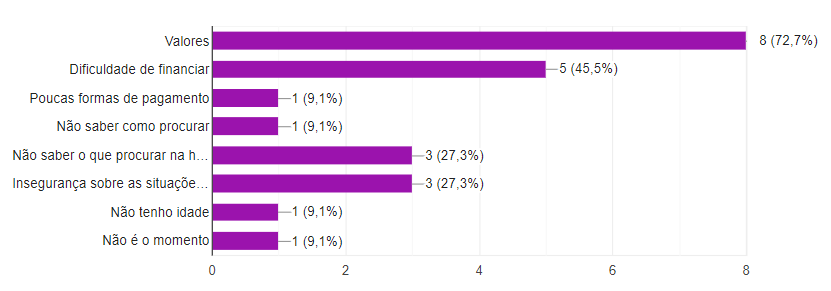 Valores 8 (72,7%)
Dificuldade de financiar 5 (45,5%)
Poucas formas de pagamento 1 (9,1%)
Não saber como procurar 1 (9,1%)
Não saber o que procurar na h… 3 (27,3%)
Insegurança sobre as situaçõe… 3 (27,3%)
Não tenho idade 1 (9,1%)
Não é o momento 1 (9,1%)
0 2 4 6 8